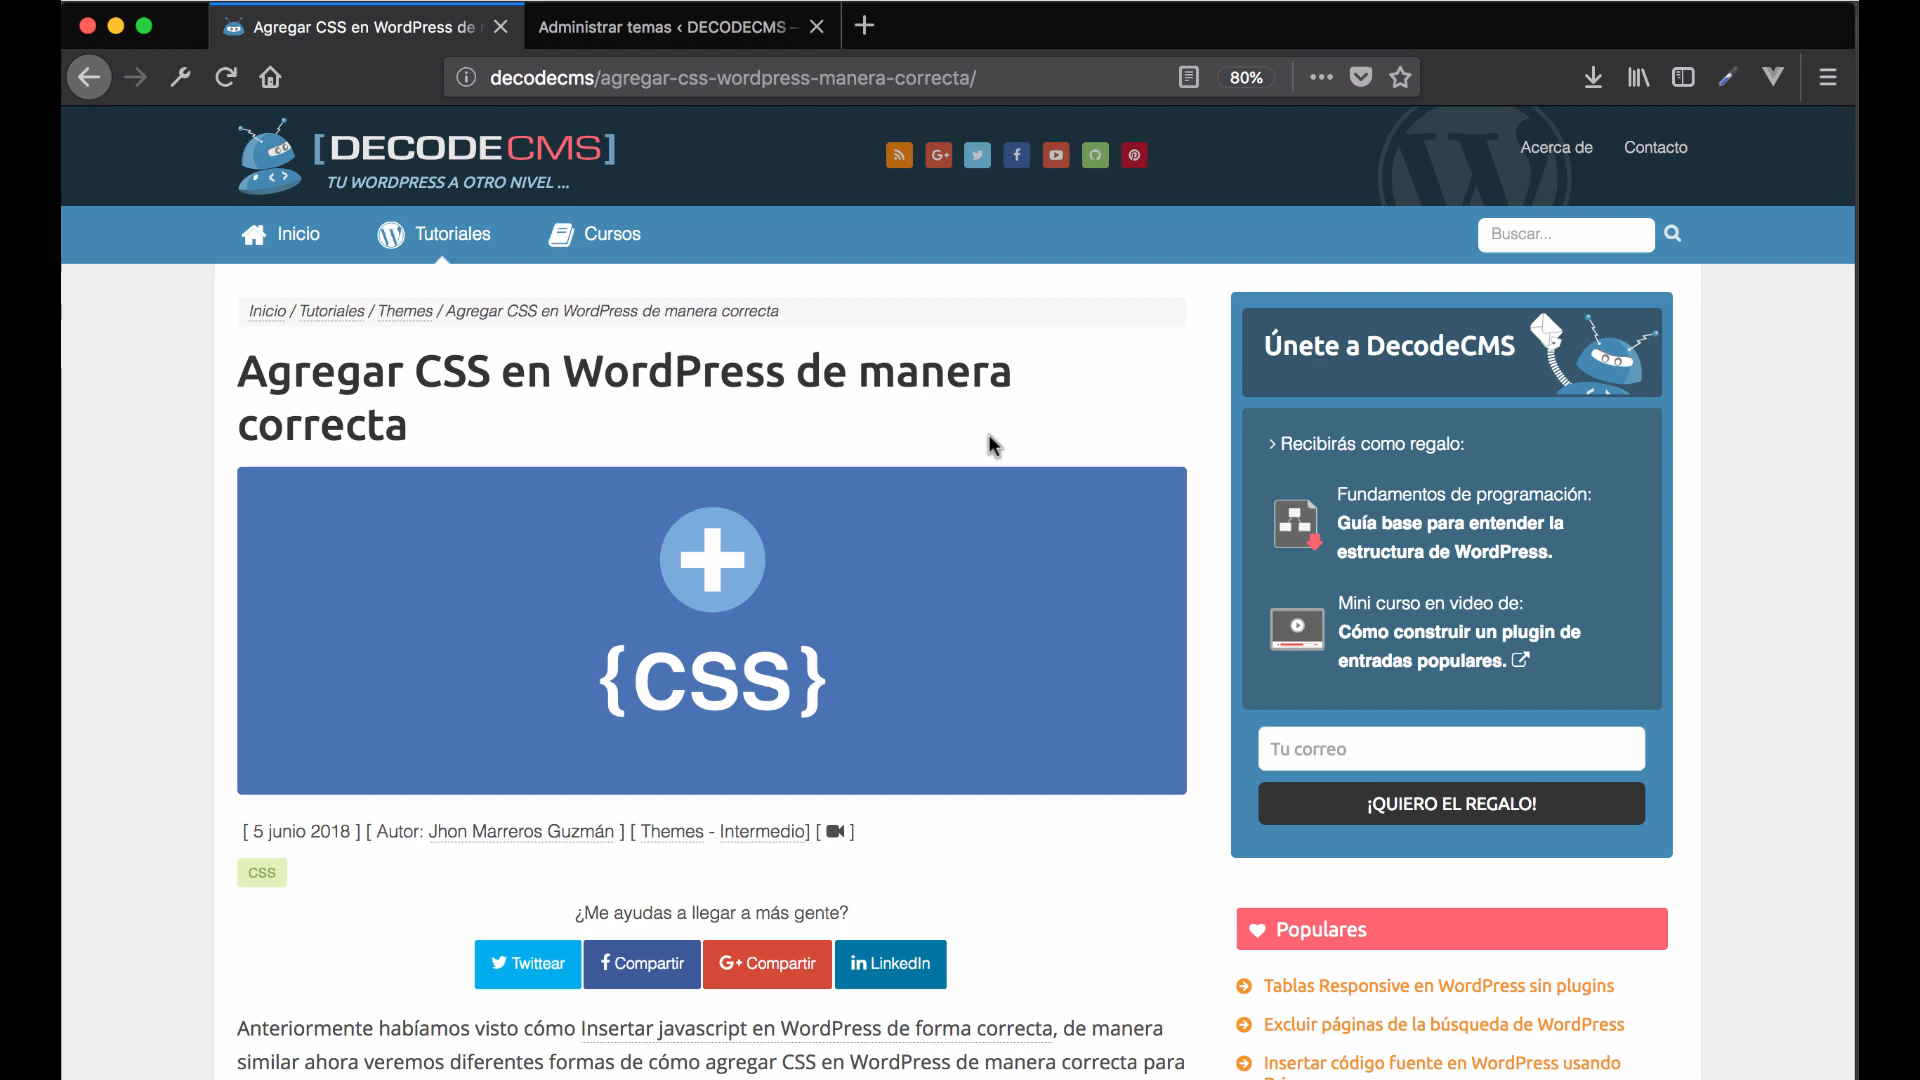 Agregar CSS en WordPress de
Administrar temas ‹ DECODECMS —
decodecms/agregar-css-wordpress-manera-correcta/
80%
[DECODECMS]
TU WORDPRESS A OTRO NIVEL ...
Acerca de
Contacto
Inicio
Tutoriales
Cursos
Buscar...
Inicio / Tutoriales / Themes / Agregar CSS en WordPress de manera correcta
Agregar CSS en WordPress de manera
correcta
{CSS}
[ 5 junio 2018 ] [ Autor: Jhon Marreros Guzmán ] [ Themes - Intermedio] [ ]
CSS
¿Me ayudas a llegar a más gente?
Twittear
Compartir
G+ Compartir
in LinkedIn
Anteriormente habíamos visto cómo Insertar javascript en WordPress de forma correcta, de manera
similar ahora veremos diferentes formas de cómo agregar CSS en WordPress de manera correcta para
Únete a DecodeCMS
› Recibirás como regalo:
Fundamentos de programación:
Guía base para entender la
estructura de WordPress.
Mini curso en video de:
Cómo construir un plugin de
entradas populares.
Tu correo
¡QUIERO EL REGALO!
Populares
Tablas Responsive en WordPress sin plugins
Excluir páginas de la búsqueda de WordPress
Insertar código fuente en WordPress usando